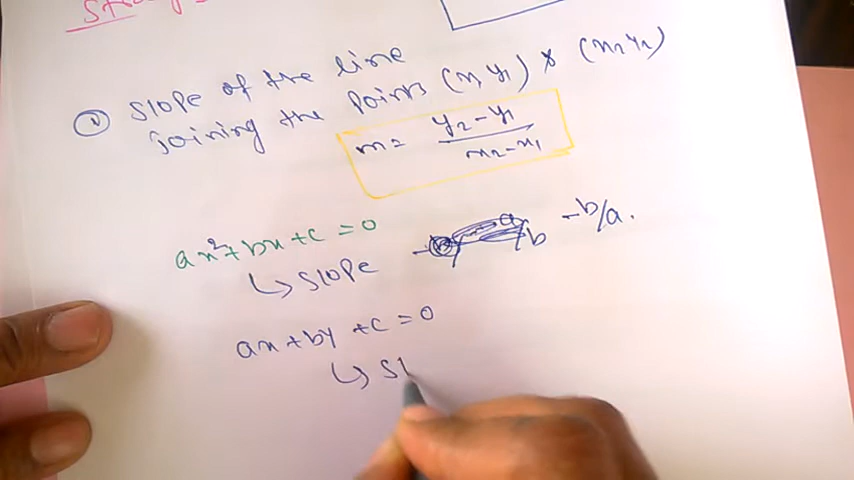 ① slope of the line
joining the points (x₁ y₁) & (x₂ y₂)
m = y₂-y₁ / x₂-x₁
ax²+bx+c=0
↳ slope -b/a.
ax+by+c=0
↳ sl